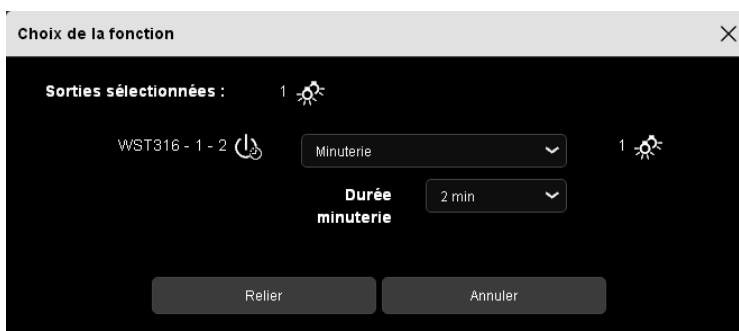 Choix de la fonction
Sorties sélectionnées : 1
WST316 - 1 - 2 Minuterie 1
Durée minuterie 2 min
Relier Annuler